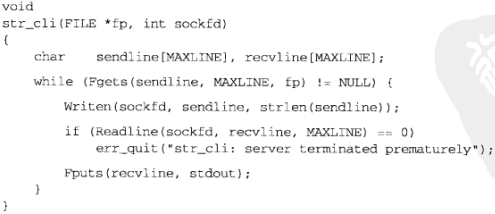 void
str_cli(FILE *fp, int sockfd)
{
    char    sendline[MAXLINE], recvline[MAXLINE];
    while (Fgets(sendline, MAXLINE, fp) != NULL) {
        Writen(sockfd, sendline, strlen(sendline));
        if (Readline(sockfd, recvline, MAXLINE) == 0)
            err_quit("str_cli: server terminated prematurely");
        Fputs(recvline, stdout);
    }
}